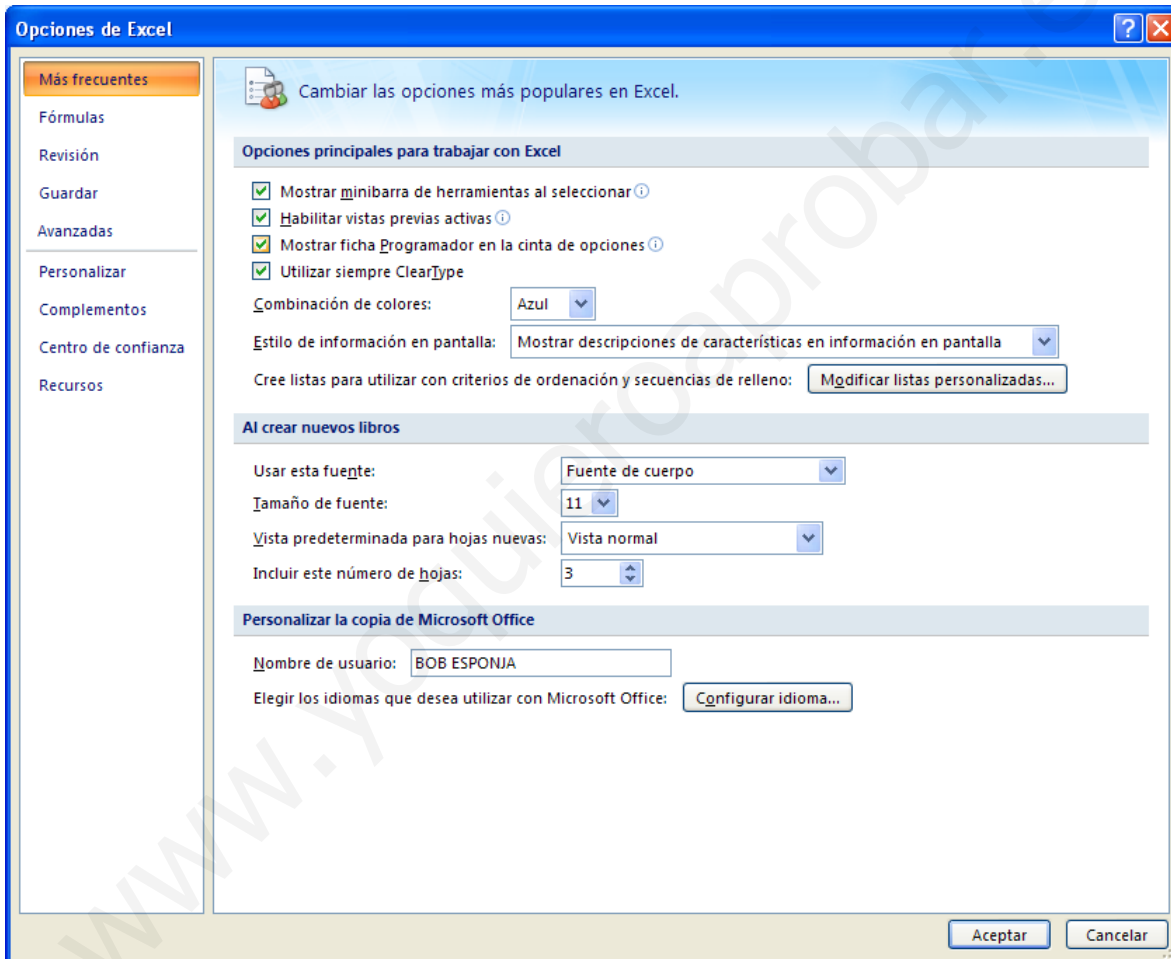 Opciones de Excel
Más frecuentes
Fórmulas
Revisión
Guardar
Avanzadas
Personalizar
Complementos
Centro de confianza
Recursos
Cambiar las opciones más populares en Excel.
Opciones principales para trabajar con Excel
Mostrar minibarra de herramientas al seleccionar
Habilitar vistas previas activas
Mostrar ficha Programador en la cinta de opciones
Utilizar siempre ClearType
Combinación de colores: Azul
Estilo de información en pantalla: Mostrar descripciones de características en información en pantalla
Cree listas para utilizar con criterios de ordenación y secuencias de relleno: Modificar listas personalizadas...
Al crear nuevos libros
Usar esta fuente: Fuente de cuerpo
Tamaño de fuente: 11
Vista predeterminada para hojas nuevas: Vista normal
Incluir este número de hojas: 3
Personalizar la copia de Microsoft Office
Nombre de usuario: BOB ESPONJA
Elegir los idiomas que desea utilizar con Microsoft Office: Configurar idioma...
Aceptar Cancelar
www.yoquieroaprobar.e